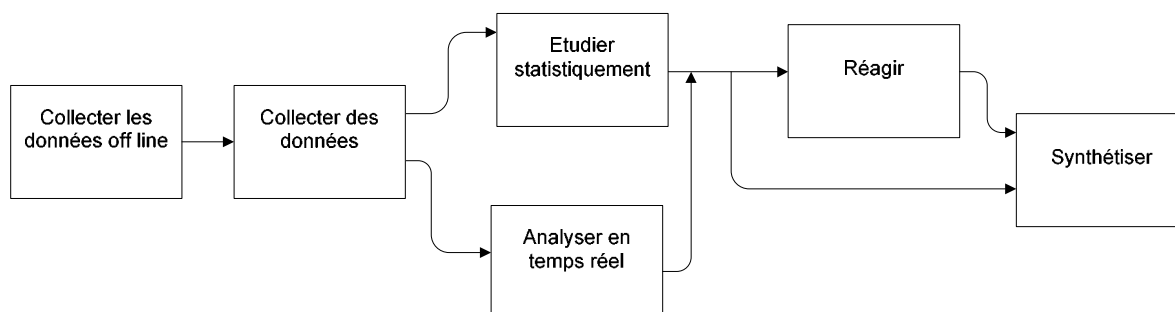 Collecter les
données off line
Collecter des
données
Etudier
statistiquement
Analyser en
temps réel
Réagir
Synthétiser